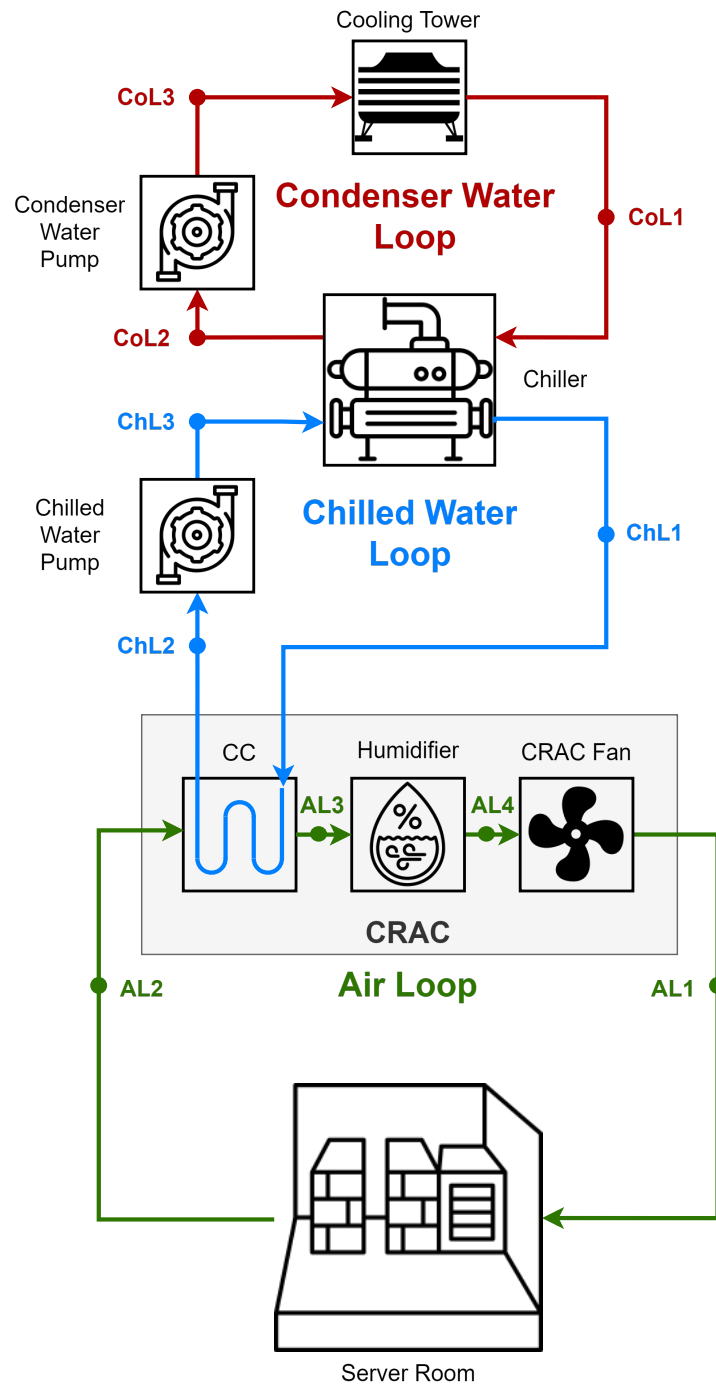 Cooling Tower
CoL3
Condenser
Water
Pump
Condenser Water
Loop
CoL1
CoL2
Chiller
ChL3
Chilled
Water
Pump
Chilled Water
Loop
ChL1
ChL2
CC
Humidifier
CRAC Fan
AL3
AL4
%
CRAC
Air Loop
AL2
AL1
Server Room